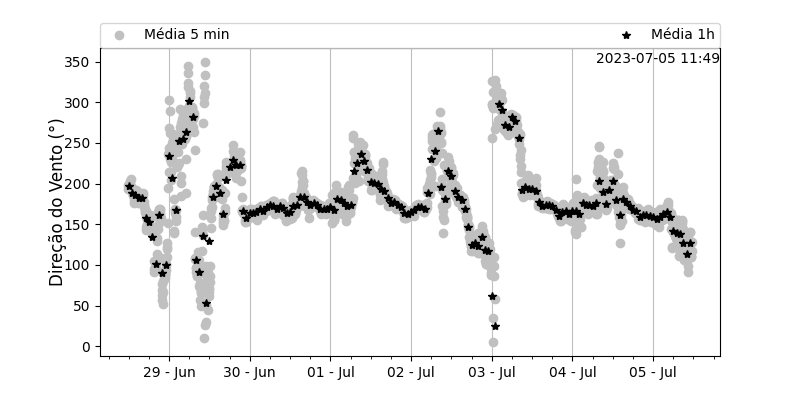 Média 5 min
Média 1h
2023-07-05 11:49
Direção do Vento (°)
350
300
250
200
150
100
50
0
29 - Jun
30 - Jun
01 - Jul
02 - Jul
03 - Jul
04 - Jul
05 - Jul